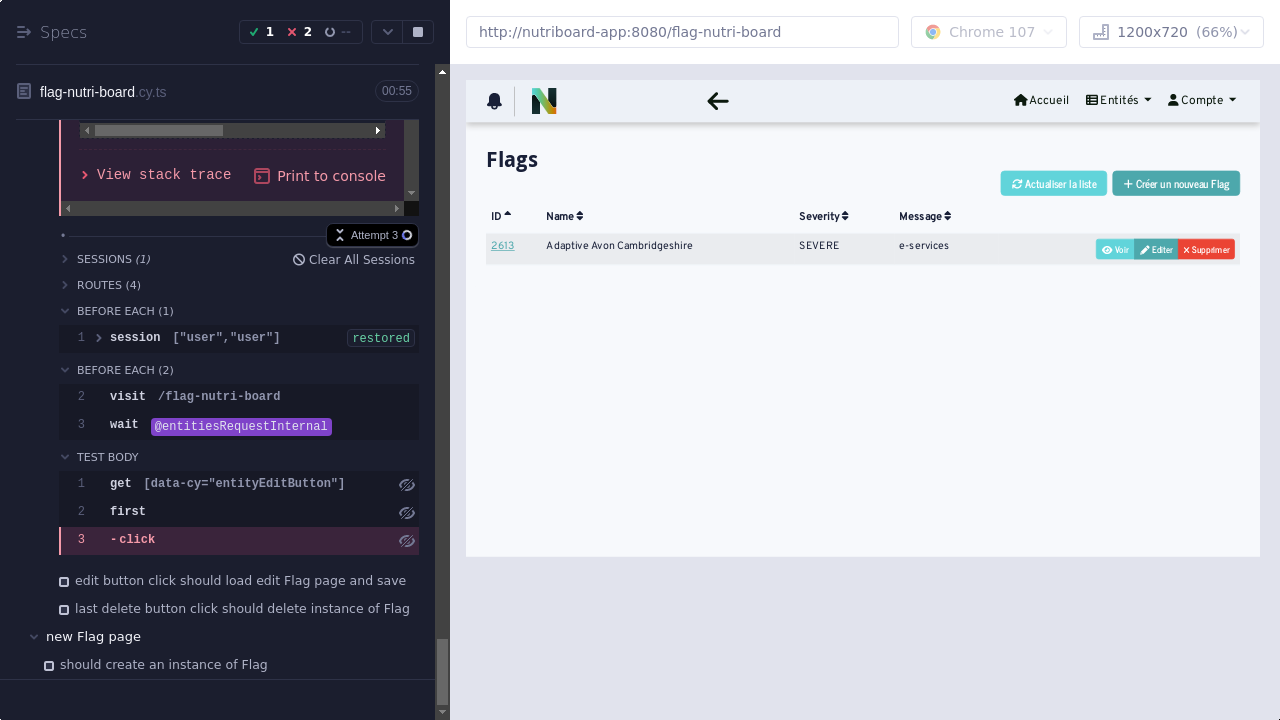 Specs
1
2
--
http://nutriboard-app:8080/flag-nutri-board
Chrome 107
1200x720 (66%)
flag-nutri-board.cy.ts
00:55
View stack trace
Print to console
Attempt 3
SESSIONS (1)
Clear All Sessions
ROUTES (4)
BEFORE EACH (1)
1 session ["user","user"] restored
BEFORE EACH (2)
2 visit /flag-nutri-board
3 wait @entitiesRequestInternal
TEST BODY
1 get [data-cy="entityEditButton"]
2 first
3 -click
edit button click should load edit Flag page and save
last delete button click should delete instance of Flag
new Flag page
should create an instance of Flag
N
Accueil
Entités
Compte
Flags
Actualiser la liste
Créer un nouveau Flag
ID Name Severity Message
2613 Adaptive Avon Cambridgeshire SEVERE e-services
Voir Editer Supprimer